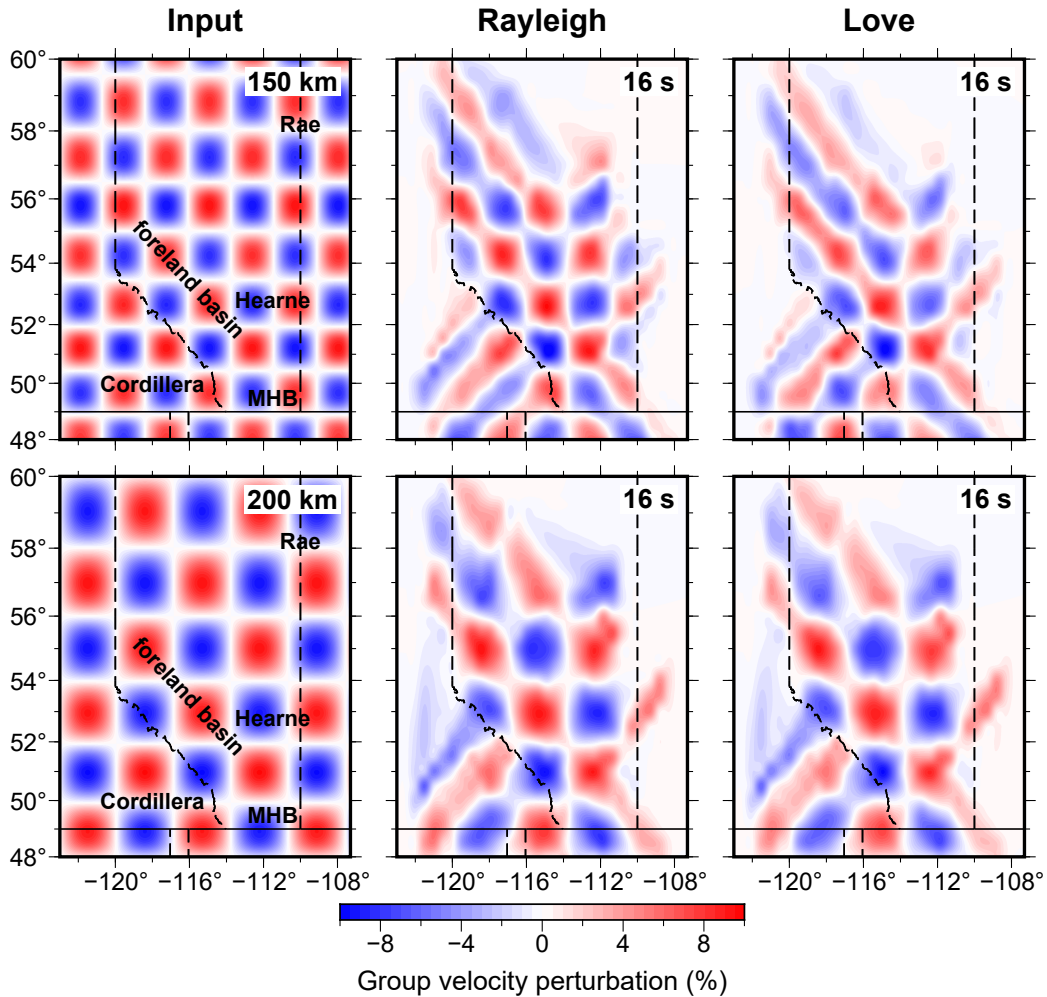 Input Rayleigh Love
60°
58°
56°
54°
52°
50°
48°
150 km
Rae
foreland basin
Hearne
Cordillera
MHB
16 s
16 s
60°
58°
56°
54°
52°
50°
48°
200 km
Rae
foreland basin
Hearne
Cordillera
MHB
16 s
16 s
−120° −116° −112° −108°
−120° −116° −112° −108°
−120° −116° −112° −108°
−8 −4 0 4 8
Group velocity perturbation (%)